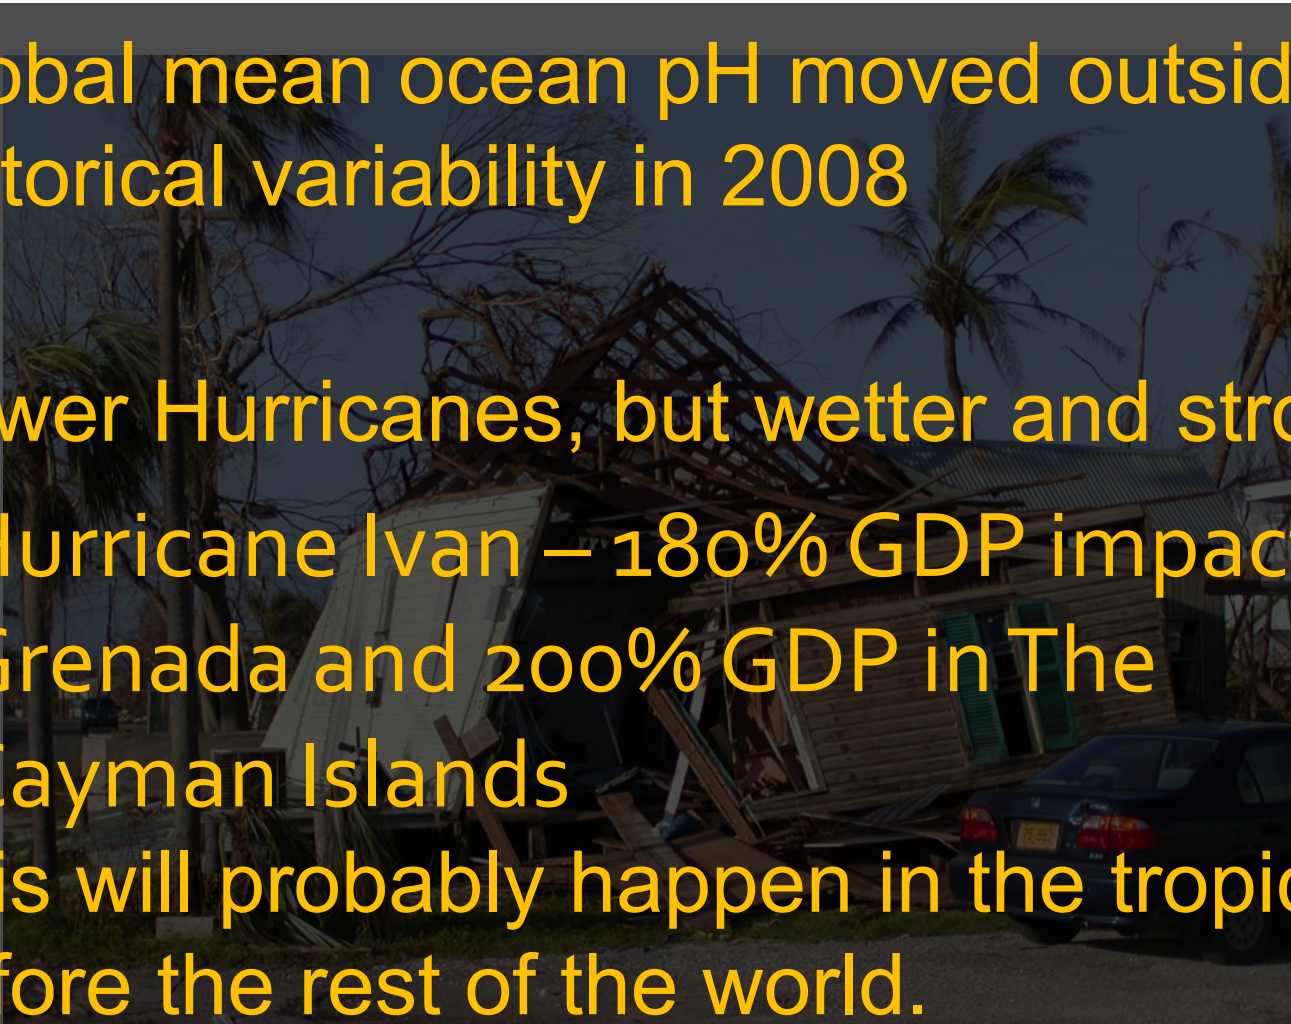 obal mean ocean pH moved outsid
torical variability in 2008
wer Hurricanes, but wetter and stro
urricane Ivan – 180% GDP impact
Grenada and 200% GDP in The
Cayman Islands
is will probably happen in the tropic
fore the rest of the world.